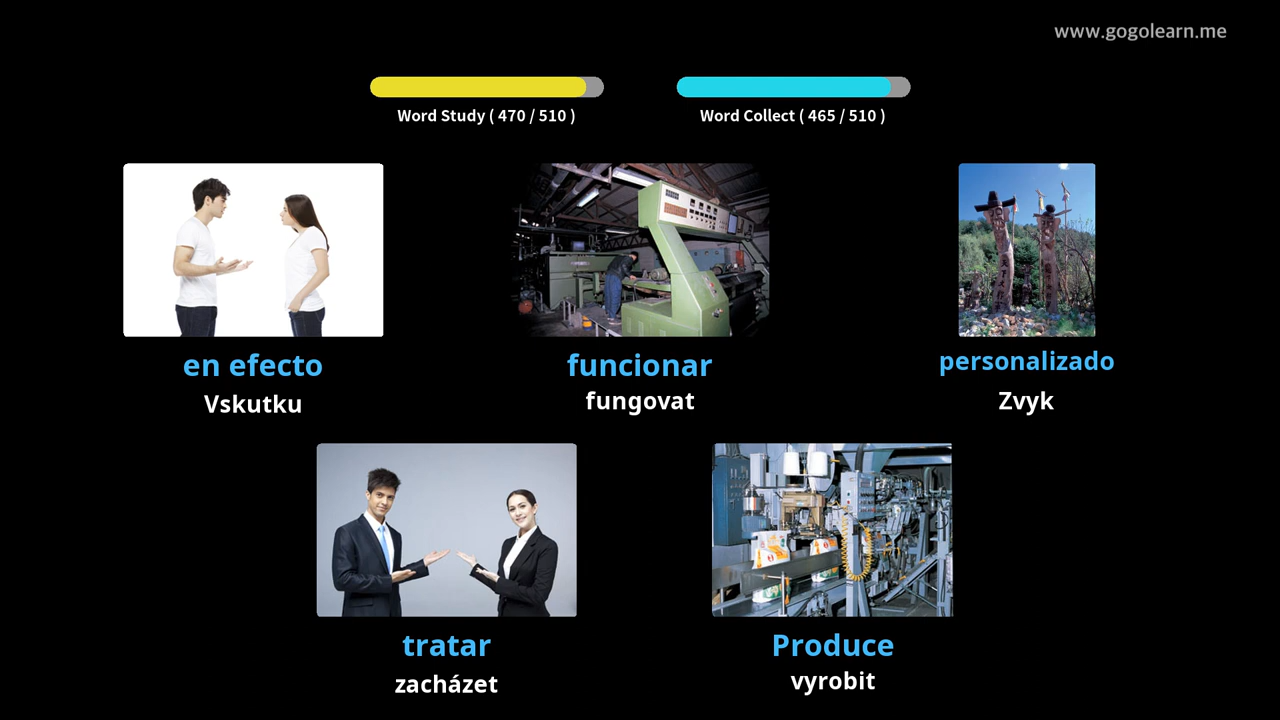 www.gogolearn.me
Word Study ( 470 / 510 )
Word Collect ( 465 / 510 )
en efecto
Vskutku
funcionar
fungovat
personalizado
Zvyk
tratar
zacházet
Produce
vyrobit